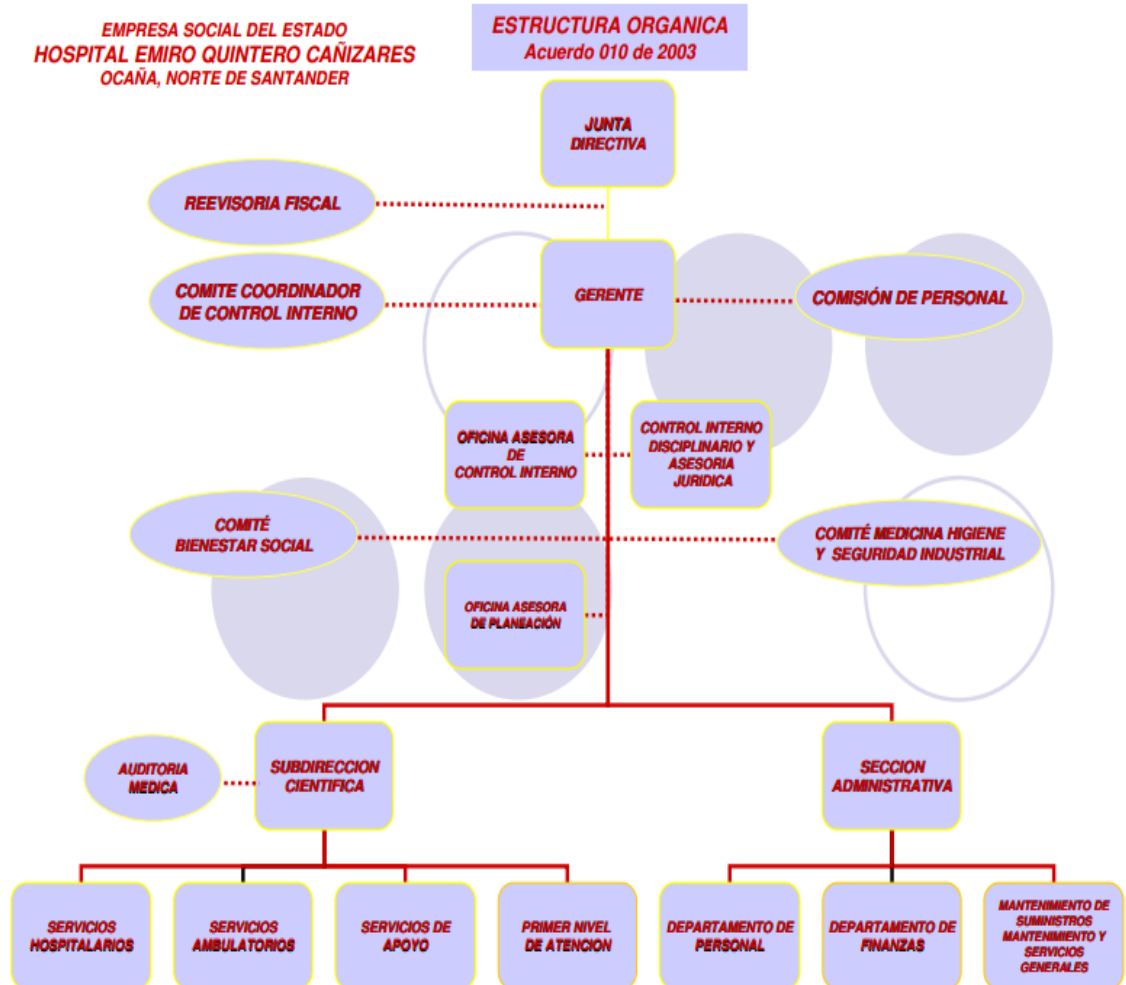 EMPRESA SOCIAL DEL ESTADO
HOSPITAL EMIRO QUINTERO CAÑIZARES
OCAÑA, NORTE DE SANTANDER
ESTRUCTURA ORGANICA
Acuerdo 010 de 2003
JUNTA
DIRECTIVA
REEVISORIA FISCAL
COMITE COORDINADOR
DE CONTROL INTERNO
GERENTE
COMISIÓN DE PERSONAL
OFICINA ASESORA
DE
CONTROL INTERNO
CONTROL INTERNO
DISCIPLINARIO Y
ASESORIA
JURIDICA
COMITÉ
BIENESTAR SOCIAL
COMITÉ MEDICINA HIGIENE
Y SEGURIDAD INDUSTRIAL
OFICINA ASESORA
DE PLANEACIÓN
AUDITORIA
MEDICA
SUBDIRECCION
CIENTIFICA
SECCION
ADMINISTRATIVA
SERVICIOS
HOSPITALARIOS
SERVICIOS
AMBULATORIOS
SERVICIOS DE
APOYO
PRIMER NIVEL
DE ATENCION
DEPARTAMENTO DE
PERSONAL
DEPARTAMENTO DE
FINANZAS
MANTENIMIENTO DE
SUMINISTROS
MANTENIMIENTO Y
SERVICIOS
GENERALES